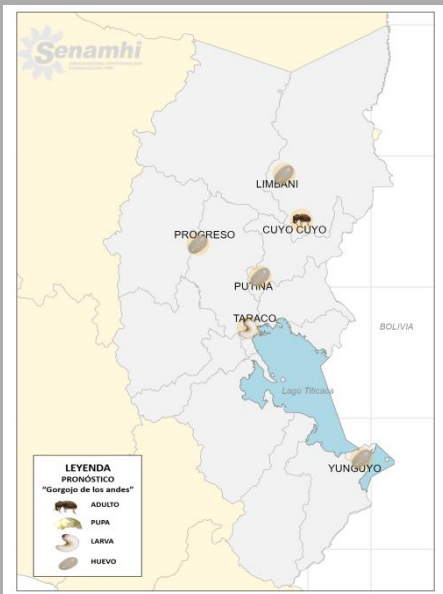 Senamhi
LIMBANI
CUYO CUYO
PROGRESO
PUTINA
TARACO
BOLIVIA
Lago Titicaca
YUNGUYO
LEYENDA
PRONÓSTICO
"Gorgojo de los andes"
ADULTO
PUPA
LARVA
HUEVO